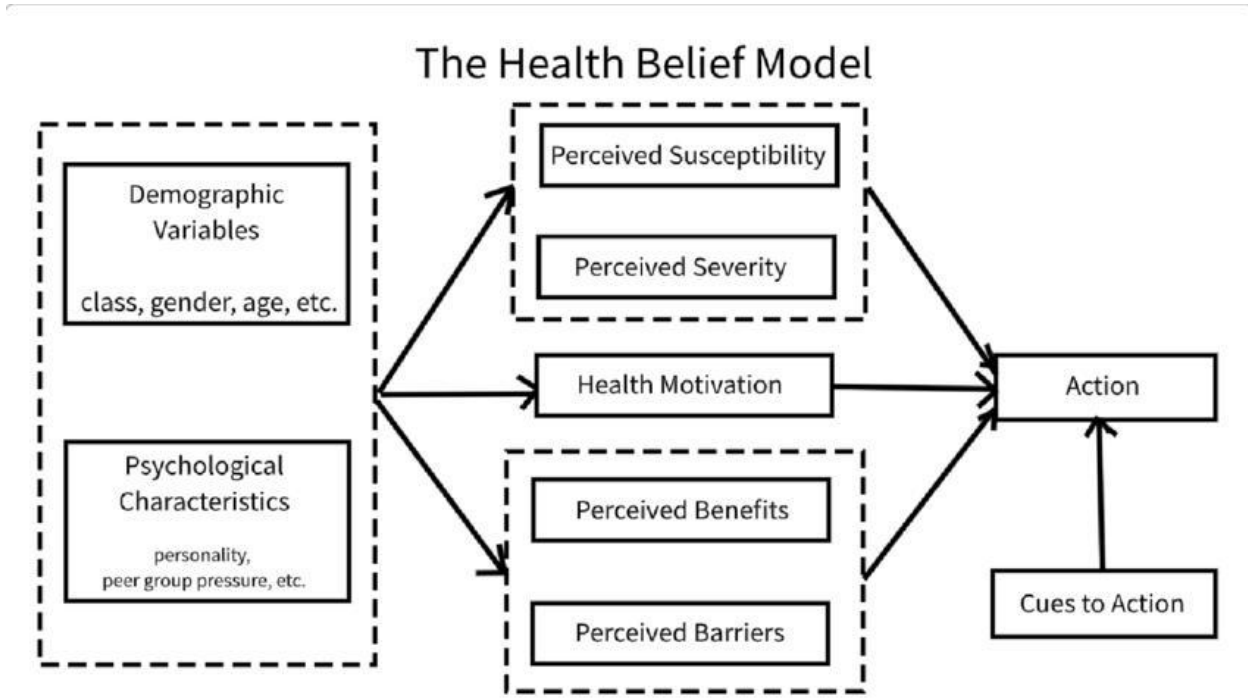 The Health Belief Model
Demographic
Variables
class, gender, age, etc.
Psychological
Characteristics
personality,
peer group pressure, etc.
Perceived Susceptibility
Perceived Severity
Health Motivation
Perceived Benefits
Perceived Barriers
Action
Cues to Action